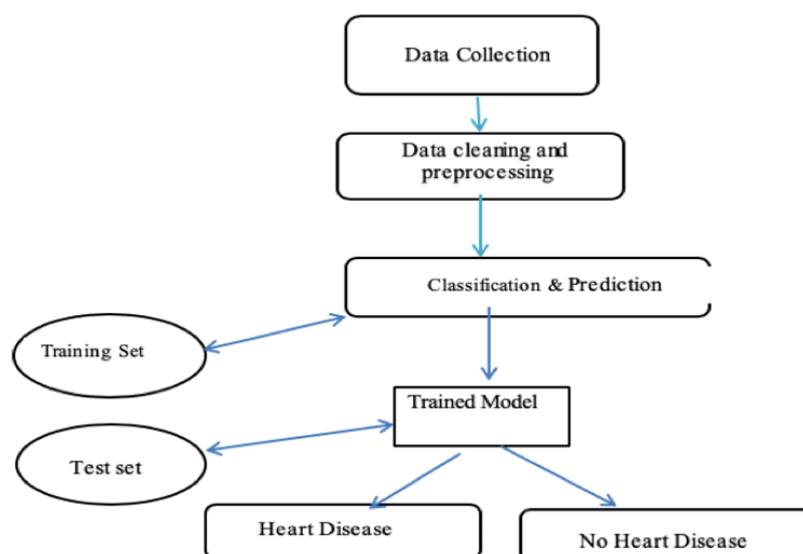 Data Collection
Data cleaning and
preprocessing
Classification & Prediction
Training Set
Trained Model
Test set
Heart Disease
No Heart Disease